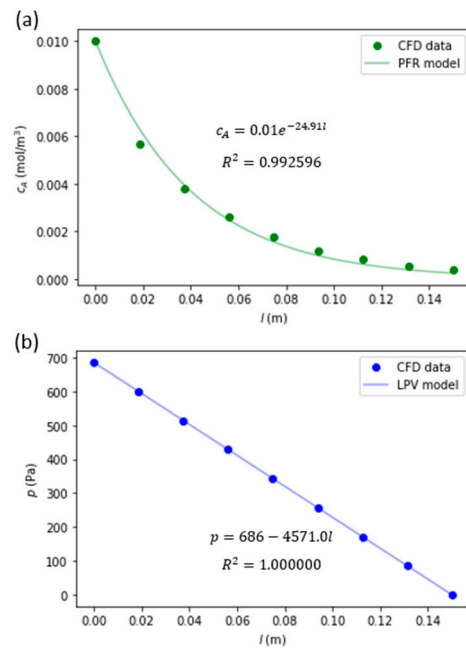 (a)
CFD data
PFR model
0.010
0.008
0.006
0.004
0.002
0.000
c_A (mol/m³)
c_A = 0.01e^{-24.91l}
R² = 0.992596
0.00 0.02 0.04 0.06 0.08 0.10 0.12 0.14
l (m)
(b)
CFD data
LPV model
700
600
500
400
300
200
100
0
p (Pa)
p = 686 − 4571.0l
R² = 1.000000
0.00 0.02 0.04 0.06 0.08 0.10 0.12 0.14
l (m)